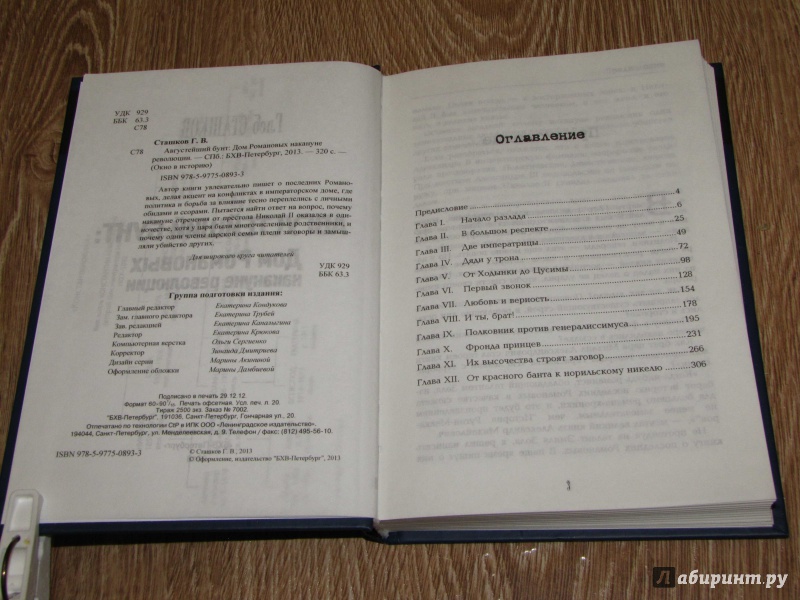 УДК 929
ББК 63.3
С78
Сташков Г. В.
С78 Августейший бунт: Дом Романовых накануне
революции. — СПб.: БХВ-Петербург, 2013. — 320 с. —
(Окно в историю)
ISBN 978-5-9775-0893-3
Автор книги увлекательно пишет о последних Романо-
вых, делая акцент на конфликтах в императорском доме, где
политика и борьба за влияние тесно переплелись с личными
обидами и ссорами. Пытается найти ответ на вопрос, почему
накануне отречения от престола Николай II оказался в оди-
ночестве, хотя у царя были многочисленные родственники, и
почему одни члены царской семьи плели заговоры и замыш-
ляли убийство других.
Для широкого круга читателей
УДК 929
ББК 63.3
Группа подготовки издания:
Главный редактор Екатерина Кондукова
Зам. главного редактора Екатерина Трубей
Зав. редакцией Екатерина Капалыгина
Редактор Екатерина Крюкова
Компьютерная верстка Ольги Сергиенко
Корректор Зинаида Дмитриева
Дизайн серии Марины Акининой
Оформление обложки Марины Дамбиевой
Подписано в печать 29.12.12.
Формат 60×90 1/16. Печать офсетная. Усл. печ. л. 20.
Тираж 2500 экз. Заказ № 7002.
"БХВ-Петербург", 191036, Санкт-Петербург, Гончарная ул., 20.
Отпечатано по технологии CtP в ИПК ООО «Ленинградское издательство».
194044, Санкт-Петербург, ул. Менделеевская, д. 9. Телефон / факс: (812) 495-56-10.
ISBN 978-5-9775-0893-3
© Сташков Г. В., 2013
© Оформление, издательство "БХВ-Петербург", 2013
Оглавление
Предисловие 4
Глава I. Начало разлада 6
Глава II. В большом респекте 25
Глава III. Две императрицы 49
Глава IV. Дяди у трона 72
Глава V. От Ходынки до Цусимы 98
Глава VI. Первый звонок 128
Глава VII. Любовь и верность 154
Глава VIII. И ты, брат! 178
Глава IX. Полковник против генералиссимуса 195
Глава X. Фронда принцев 231
Глава XI. Их высочества строят заговор 266
Глава XII. От красного банта к норильскому никелю 306
3
Лабиринт.ру